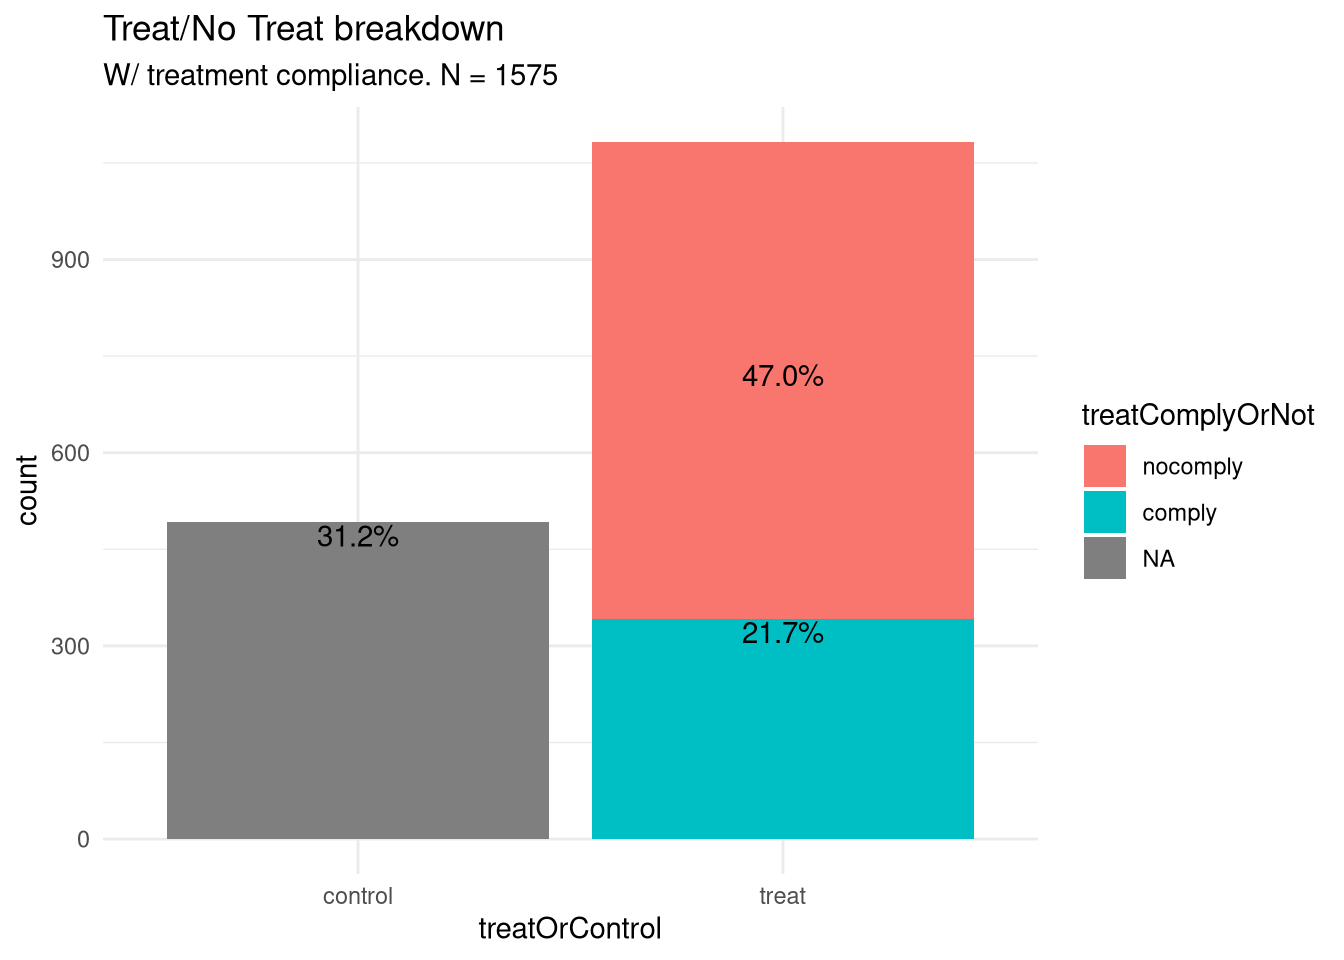 Treat/No Treat breakdown
W/ treatment compliance. N = 1575
count
900
600
300
0
47.0%
31.2%
21.7%
control
treat
treatOrControl
treatComplyOrNot
nocomply
comply
NA